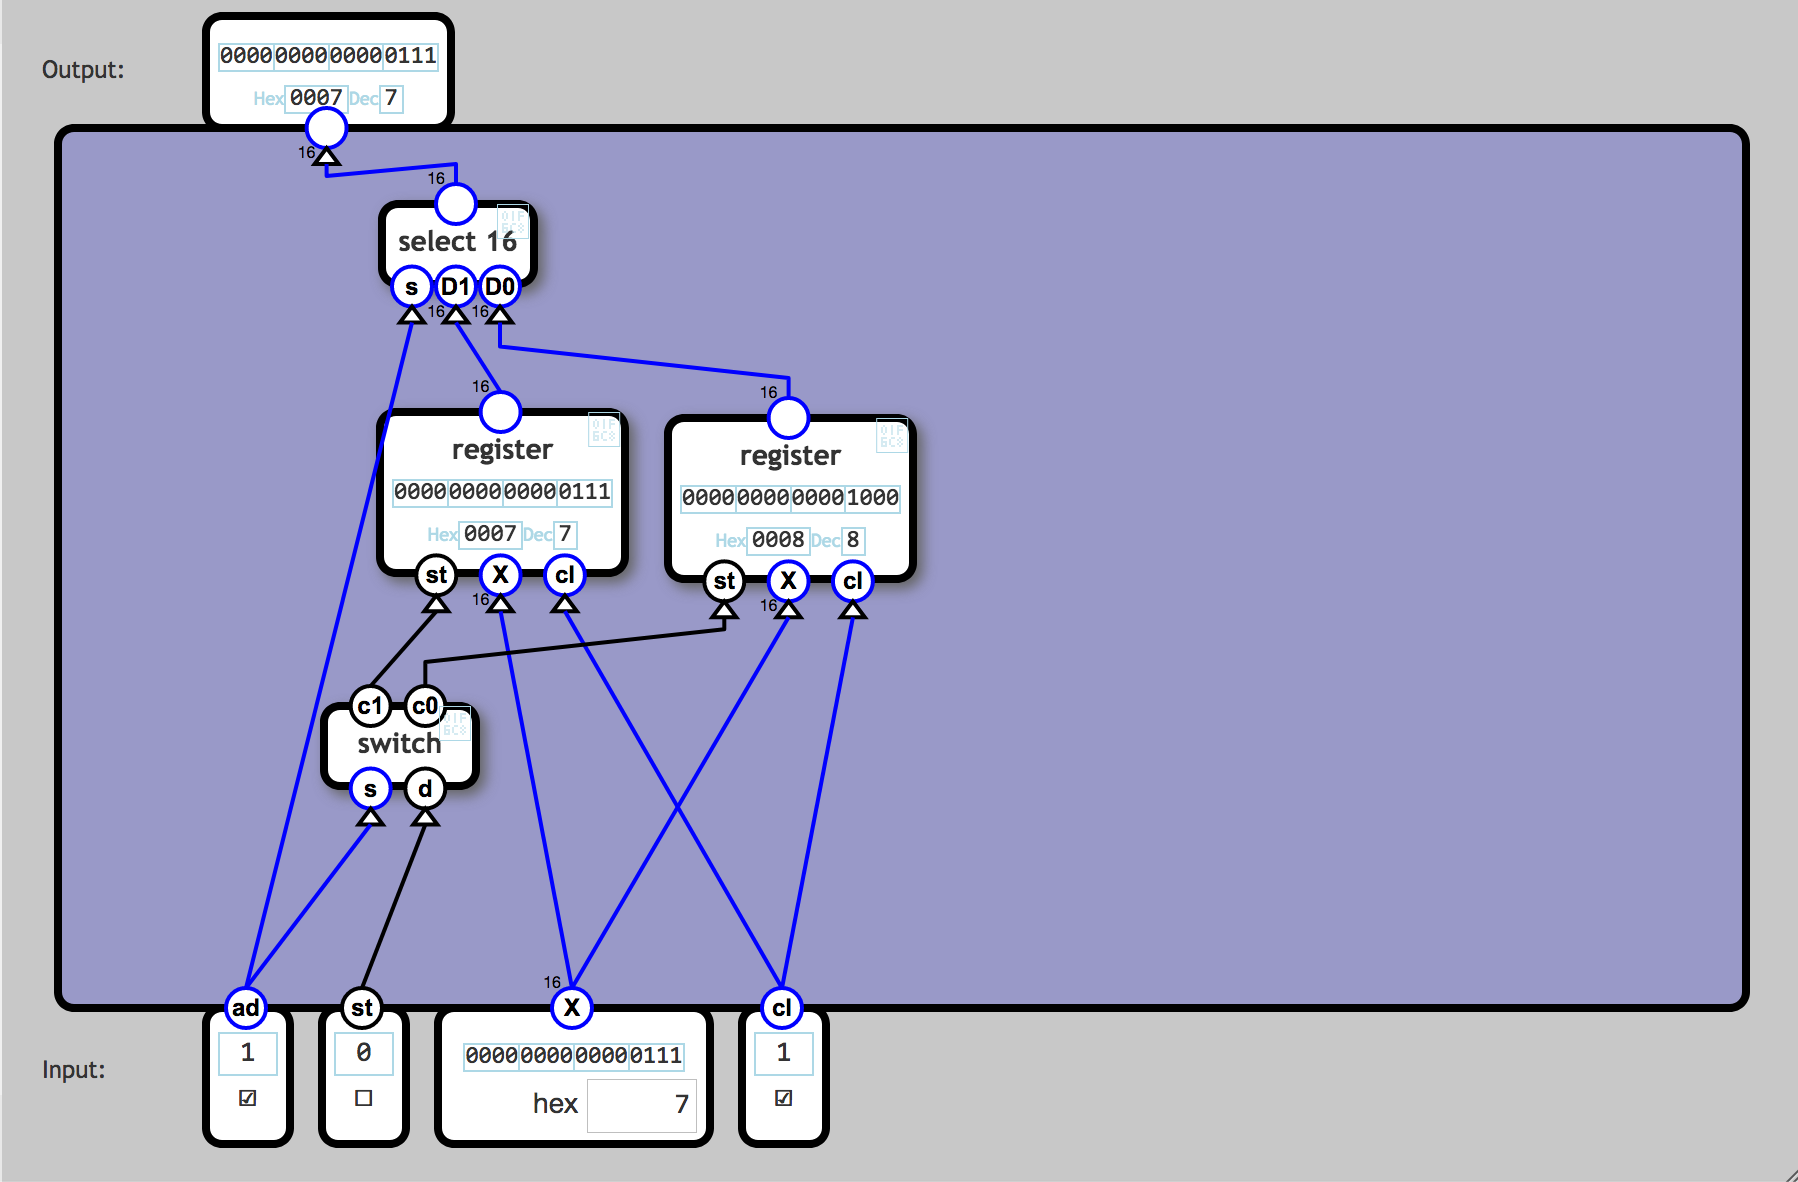 Output:
0000000000000111
Hex 0007 Dec 7
16
16
select 16
s D1 D0
16 16
16
16
register
register
0000000000000111
0000000000001000
Hex 0007 Dec 7
Hex 0008 Dec 8
st X cl
st X cl
16
16
c1 c0
switch
s d
16
ad st X cl
Input:
1
0
0000000000000111
1
hex 7